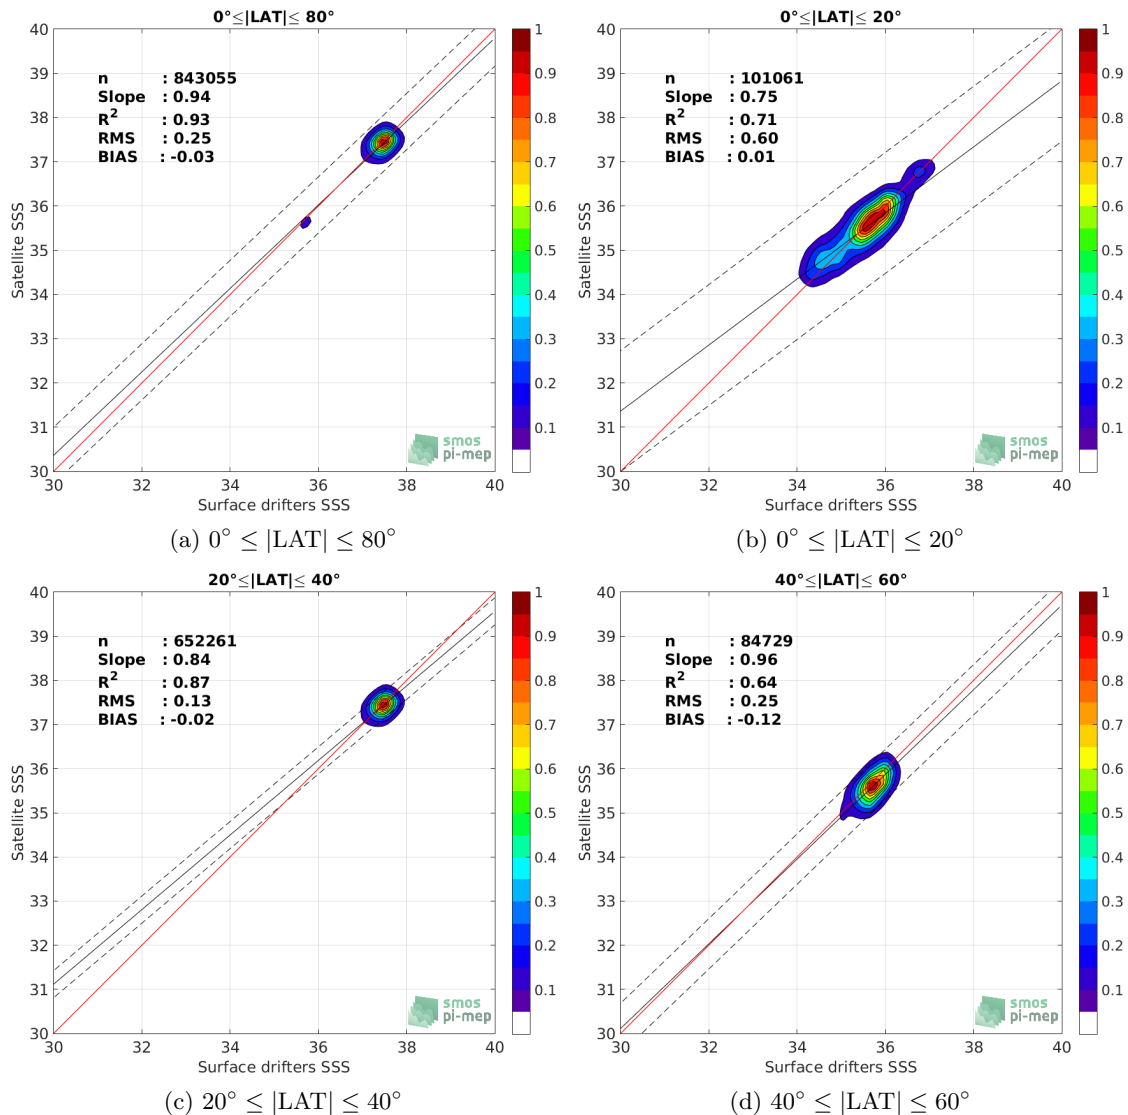 0°≤|LAT|≤ 80°
40
39
38
37
36
35
34
33
32
31
30
Satellite SSS
n : 843055
Slope : 0.94
R2 : 0.93
RMS : 0.25
BIAS : -0.03
1
0.9
0.8
0.7
0.6
0.5
0.4
0.3
0.2
0.1
smos
pi-mep
30 32 34 36 38 40
Surface drifters SSS
(a) 0° ≤ |LAT| ≤ 80°
0°≤|LAT|≤ 20°
40
39
38
37
36
35
34
33
32
31
30
Satellite SSS
n : 101061
Slope : 0.75
R2 : 0.71
RMS : 0.60
BIAS : 0.01
1
0.9
0.8
0.7
0.6
0.5
0.4
0.3
0.2
0.1
smos
pi-mep
30 32 34 36 38 40
Surface drifters SSS
(b) 0° ≤ |LAT| ≤ 20°
20°≤|LAT|≤ 40°
40
39
38
37
36
35
34
33
32
31
30
Satellite SSS
n : 652261
Slope : 0.84
R2 : 0.87
RMS : 0.13
BIAS : -0.02
1
0.9
0.8
0.7
0.6
0.5
0.4
0.3
0.2
0.1
smos
pi-mep
30 32 34 36 38 40
Surface drifters SSS
(c) 20° ≤ |LAT| ≤ 40°
40°≤|LAT|≤ 60°
40
39
38
37
36
35
34
33
32
31
30
Satellite SSS
n : 84729
Slope : 0.96
R2 : 0.64
RMS : 0.25
BIAS : -0.12
1
0.9
0.8
0.7
0.6
0.5
0.4
0.3
0.2
0.1
smos
pi-mep
30 32 34 36 38 40
Surface drifters SSS
(d) 40° ≤ |LAT| ≤ 60°